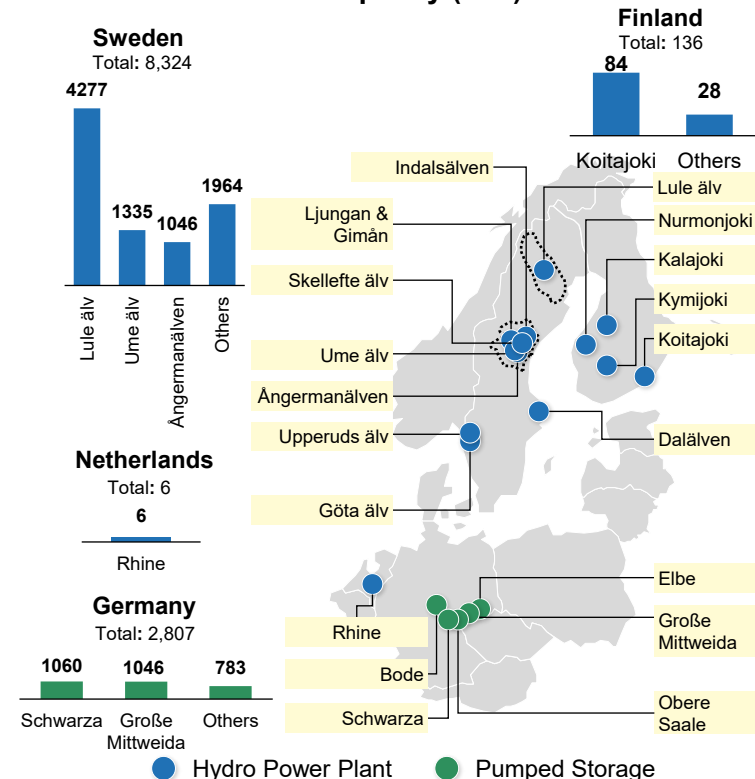 Sweden
Total: 8,324
4277
1335
1046
1964
Lule älv
Ume älv
Ångermanälven
Others
Finland
Total: 136
84
28
Koitajoki
Others
Indalsälven
Ljungan &
Gimån
Skellefte älv
Ume älv
Ångermanälven
Upperuds älv
Göta älv
Lule älv
Nurmonjoki
Kalajoki
Kymijoki
Koitajoki
Dalälven
Netherlands
Total: 6
6
Rhine
Germany
Total: 2,807
1060
1046
783
Schwarza
Große
Mittweida
Others
Rhine
Bode
Schwarza
Elbe
Große
Mittweida
Obere
Saale
Hydro Power Plant
Pumped Storage